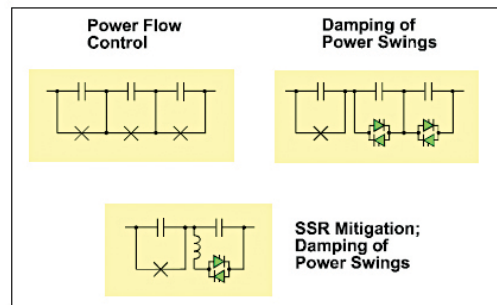 Power Flow
Control
Damping of
Power Swings
SSR Mitigation;
Damping of
Power Swings